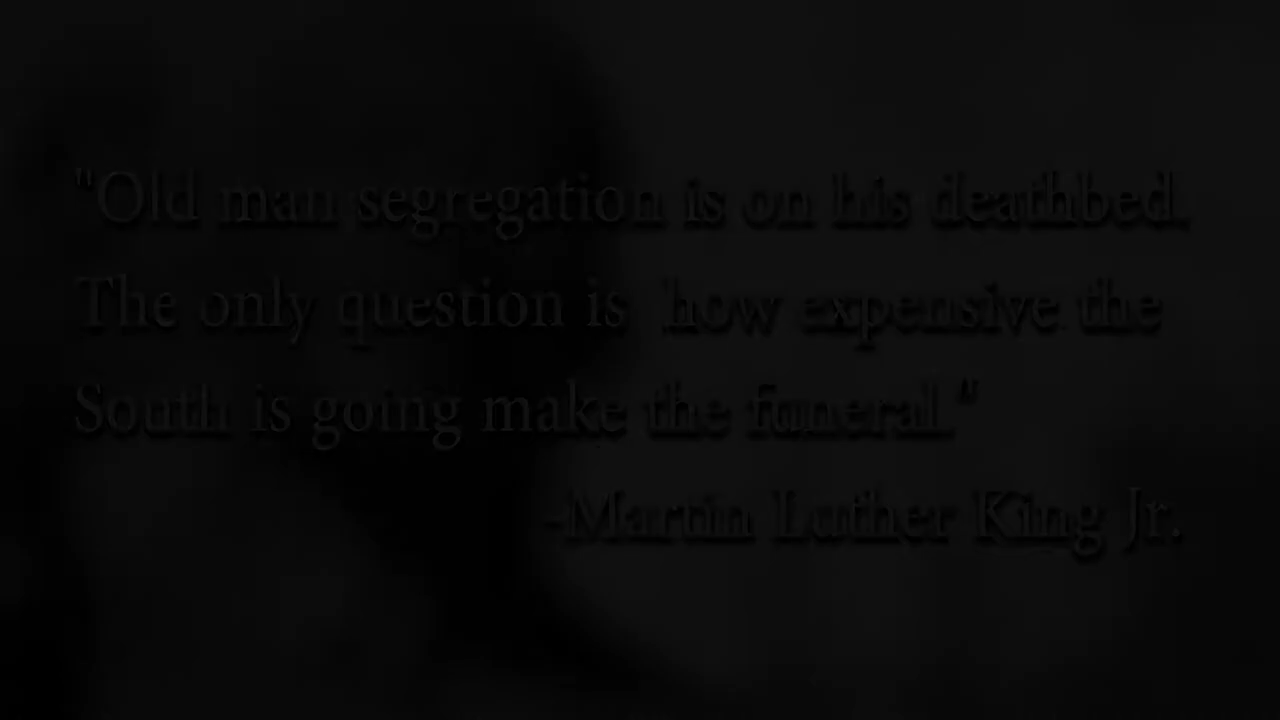 "Old man segregation is on his deathbed.
The only question is how expensive the
South is going make the funeral."
-Martin Luther King Jr.